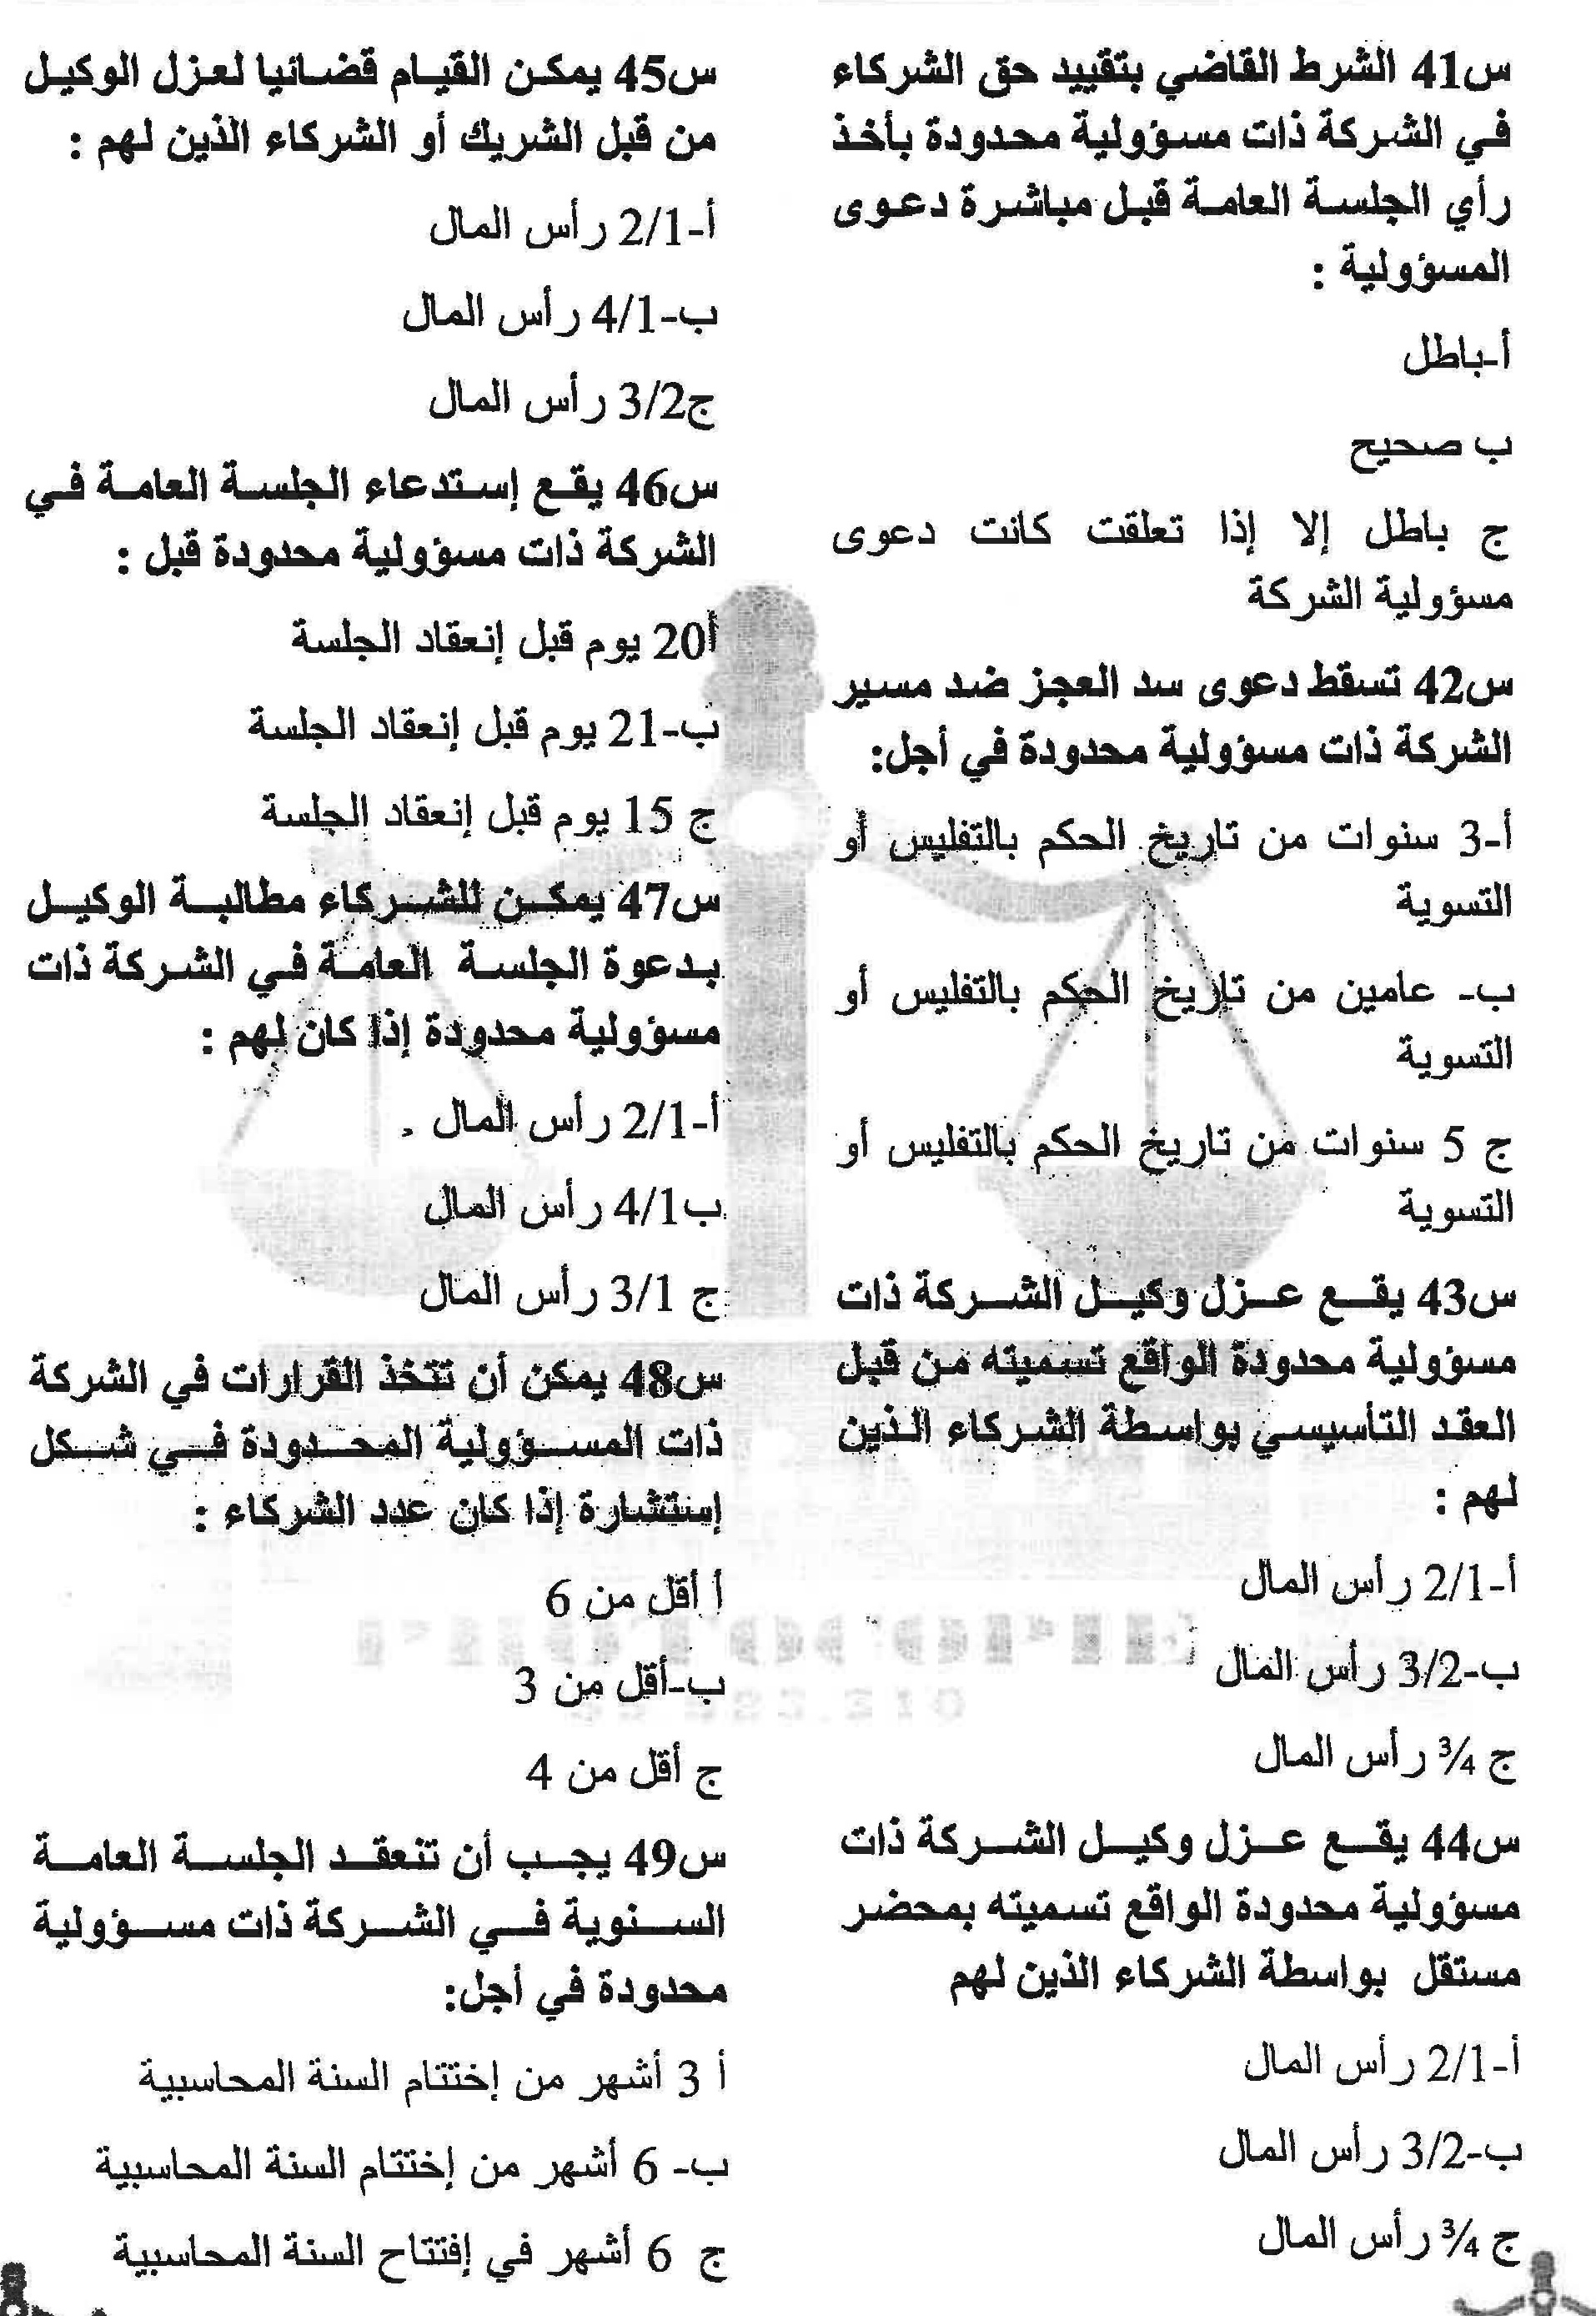 س41 الشرط القاضي بتقييد حق الشركاء
في الشركة ذات مسؤولية محدودة بأخذ
رأي الجلسة العامة قبل مباشرة دعوى
المسؤولية :
أ-باطل
ب صحيح
ج باطل إلا إذا تعلقت كانت دعوى
مسؤولية الشركة
س42 تسقط دعوى سد العجز ضد مسير
الشركة ذات مسؤولية محدودة في أجل:
أ-3 سنوات من تاريخ الحكم بالتفليس أو
التسوية
ب- عامين من تاريخ الحكم بالتفليس أو
التسوية
ج 5 سنوات من تاريخ الحكم بالتفليس أو
التسوية
س43 يقع عزل وكيل الشركة ذات
مسؤولية محدودة الواقع تسميته من قبل
العقد التأسيسي بواسطة الشركاء الذين
لهم :
أ-2/1 رأس المال
ب-3/2 رأس المال
ج ¾ رأس المال
س44 يقع عزل وكيل الشركة ذات
مسؤولية محدودة الواقع تسميته بمحضر
مستقل بواسطة الشركاء الذين لهم
أ-2/1 رأس المال
ب-3/2 رأس المال
ج ¾ رأس المال
س45 يمكن القيام قضائيا لعزل الوكيل
من قبل الشريك أو الشركاء الذين لهم :
أ-2/1 رأس المال
ب-4/1 رأس المال
ج3/2 رأس المال
س46 يقع إستدعاء الجلسة العامة في
الشركة ذات مسؤولية محدودة قبل :
أ20 يوم قبل إنعقاد الجلسة
ب-21 يوم قبل إنعقاد الجلسة
ج 15 يوم قبل إنعقاد الجلسة
س47 يمكن للشركاء مطالبة الوكيل
بدعوة الجلسة العامة في الشركة ذات
مسؤولية محدودة إذا كان لهم :
أ-2/1 رأس المال .
ب4/1 رأس المال
ج 3/1 رأس المال
س48 يمكن أن تتخذ القرارات في الشركة
ذات المسؤولية المحدودة في شكل
إستشارة إذا كان عدد الشركاء :
أ أقل من 6
ب-أقل من 3
ج أقل من 4
س49 يجب أن تنعقد الجلسة العامة
السنوية في الشركة ذات مسؤولية
محدودة في أجل:
أ 3 أشهر من إختتام السنة المحاسبية
ب- 6 أشهر من إختتام السنة المحاسبية
ج 6 أشهر في إفتتاح السنة المحاسبية